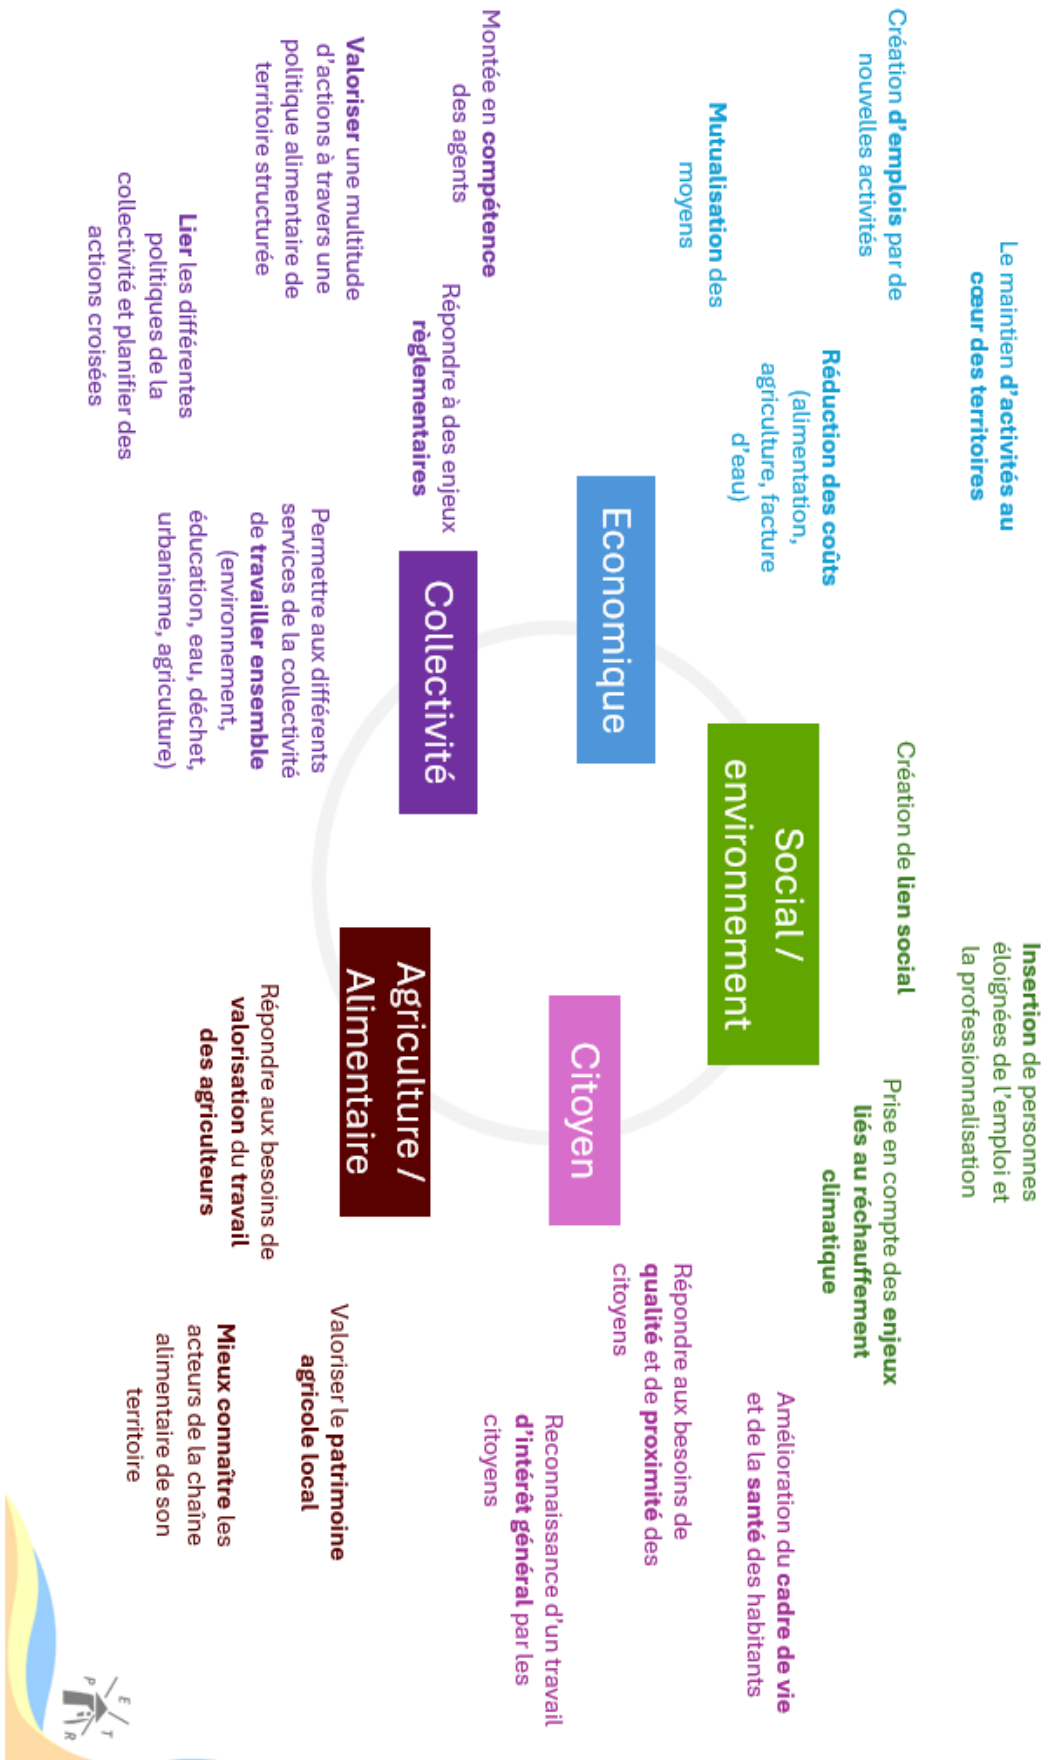 Le maintien d'activités au
cœur des territoires
Création d'emplois par de
nouvelles activités
Réduction des coûts
(alimentation,
agriculture, facture
d'eau)
Mutualisation des
moyens
Economique
Insertion de personnes
éloignées de l'emploi et
la professionnalisation
Création de lien social
Prise en compte des enjeux
liés au réchauffement
climatique
Social /
environnement
Amélioration du cadre de vie
et de la santé des habitants
Répondre aux besoins de
qualité et de proximité des
citoyens
Reconnaissance d'un travail
d'intérêt général par les
citoyens
Citoyen
Montée en compétence
des agents
Répondre à des enjeux
règlementaires
Valoriser une multitude
d'actions à travers une
politique alimentaire de
territoire structurée
Lier les différentes
politiques de la
collectivité et planifier des
actions croisées
Permettre aux différents
services de la collectivité
de travailler ensemble
(environnement,
éducation, eau, déchet,
urbanisme, agriculture)
Collectivité
Agriculture /
Alimentaire
Répondre aux besoins de
valorisation du travail
des agriculteurs
Valoriser le patrimoine
agricole local
Mieux connaître les
acteurs de la chaîne
alimentaire de son
territoire
P E T R